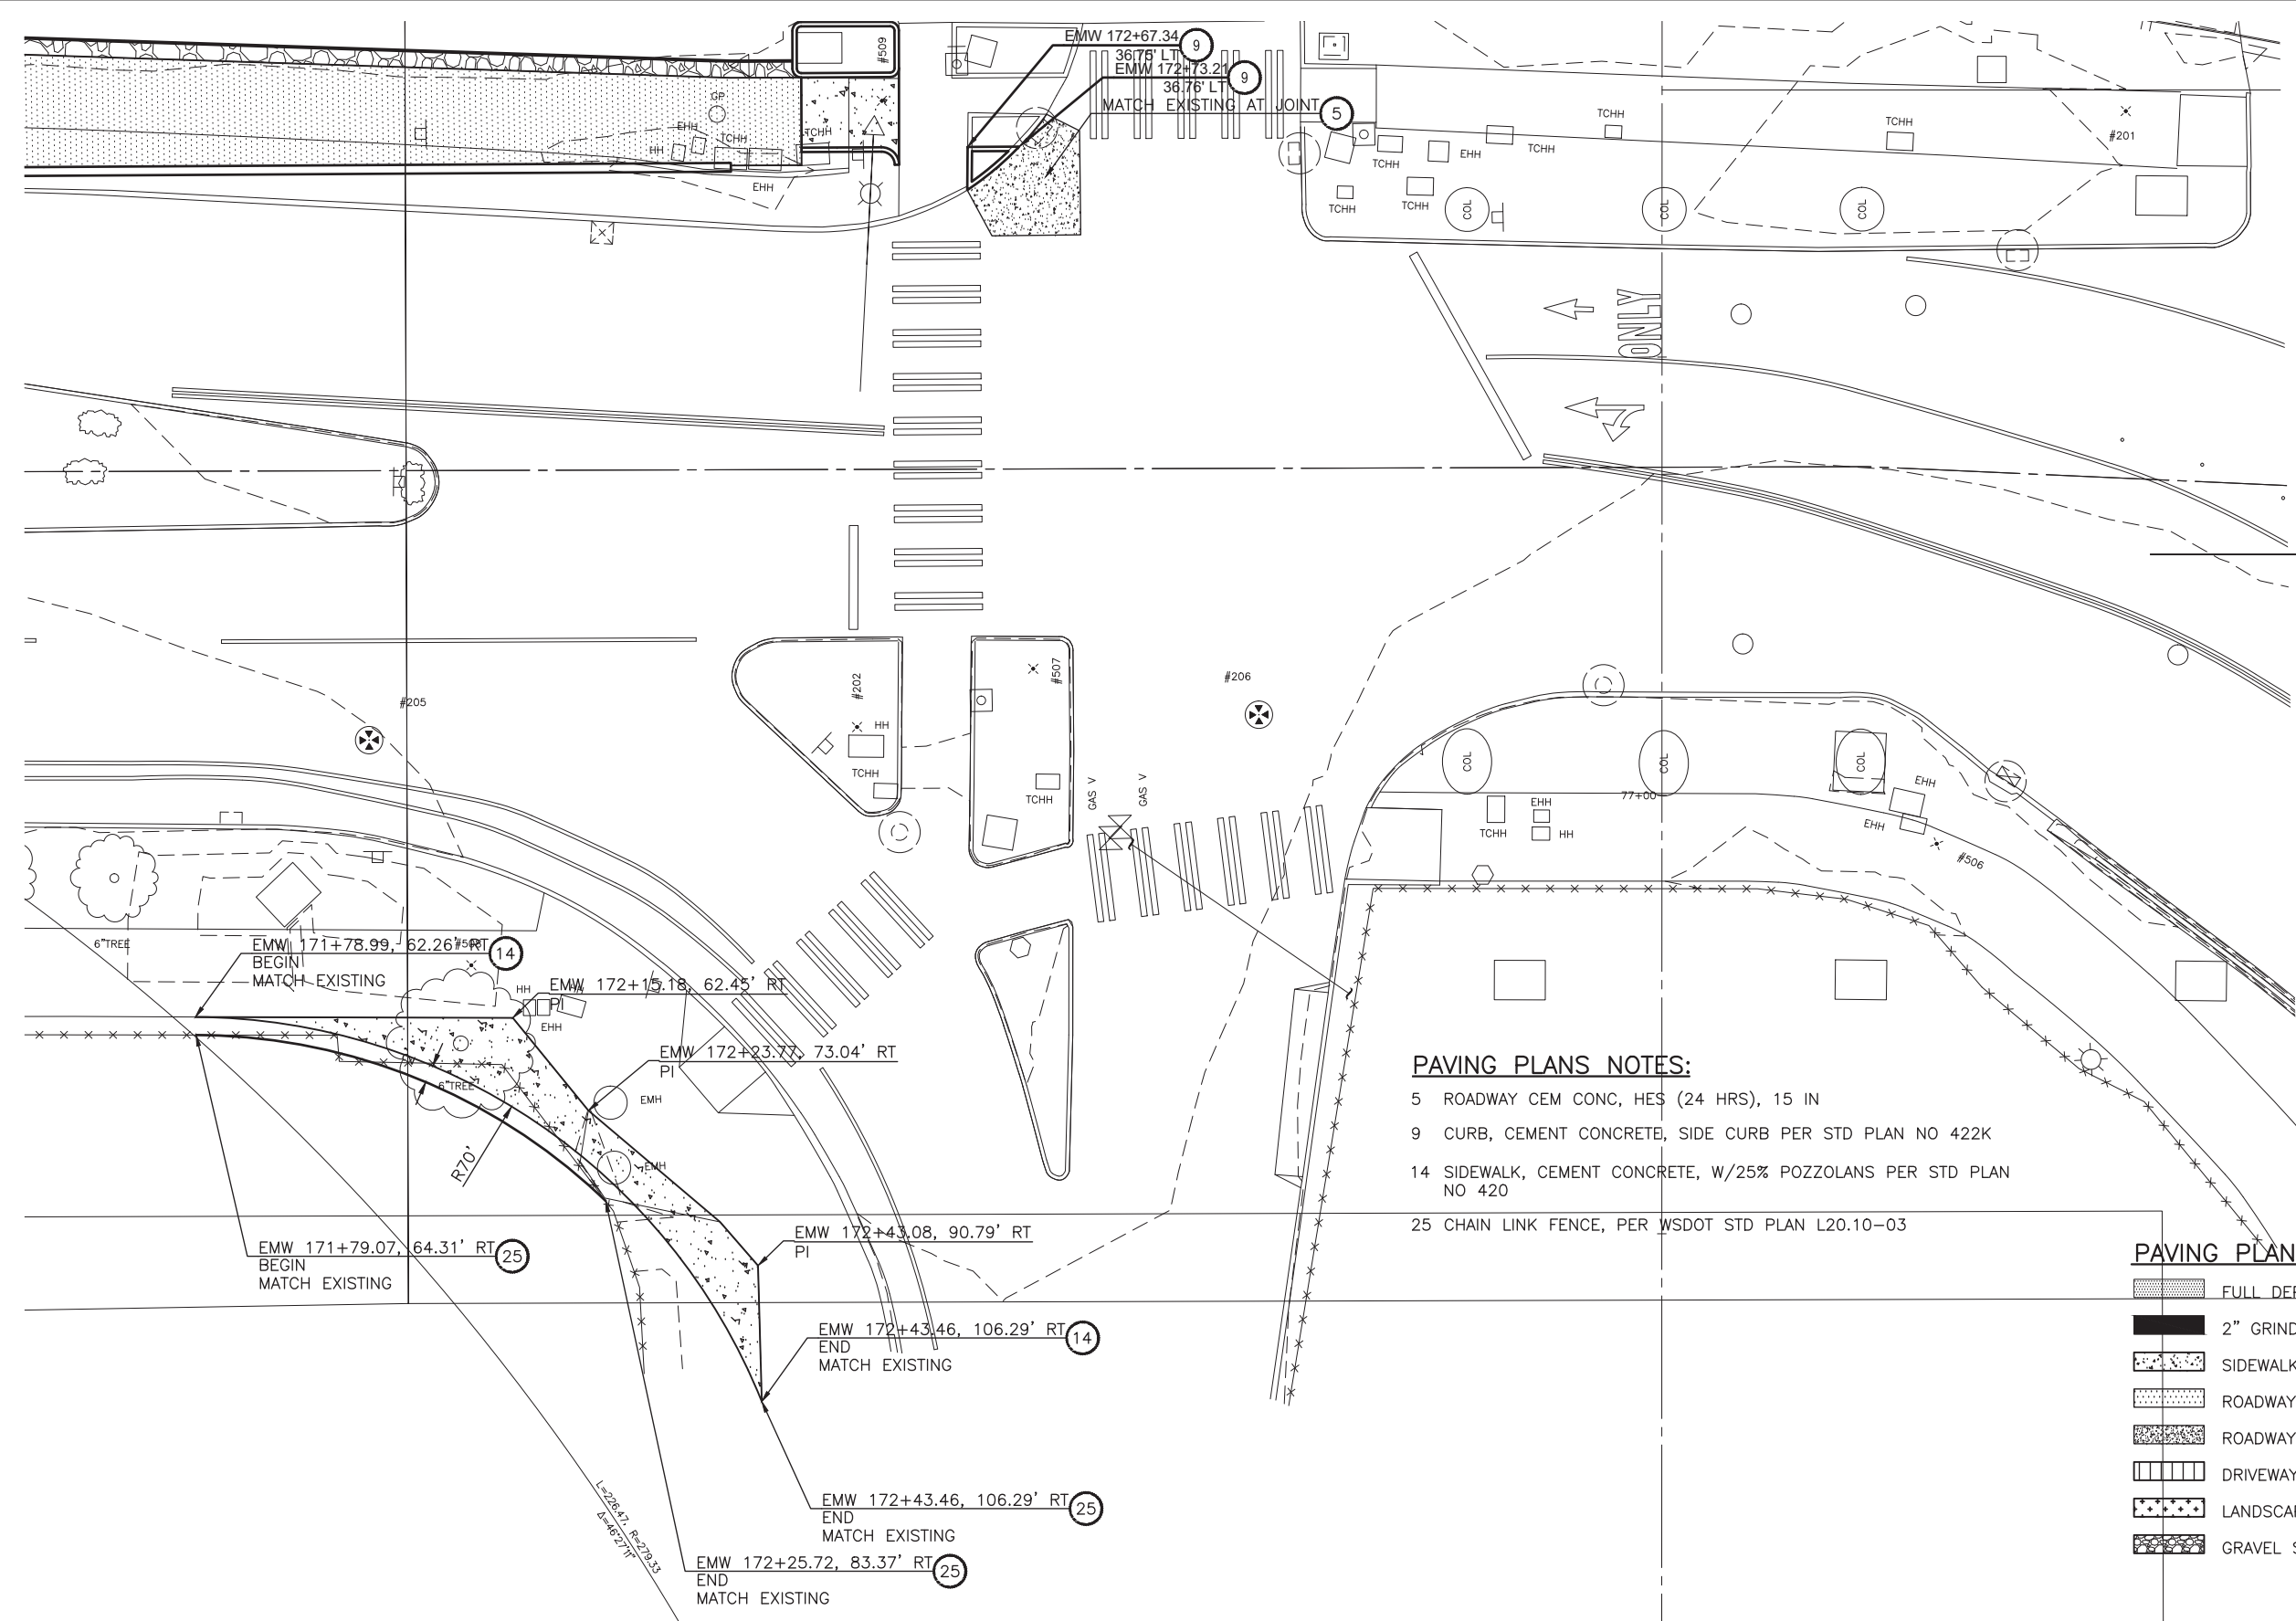 #509
EMW 172+67.34
9
36.75' LT
EMW 172+73.21
9
36.76' LT
MATCH EXISTING AT JOINT
5
GP
EHH
TCHH
HH
TCHH
EHH
TCHH
EHH
TCHH
TCHH
TCHH
TCHH
TCHH
#201
COL
COL
COL
ONLY
#205
#202
HH
TCHH
#507
TCHH
#206
GAS V
GAS V
COL
COL
COL
77+00
TCHH
EHH
HH
EHH
EHH
#506
6"TREE
EMW 171+78.99, 62.26' RT
14
BEGIN
MATCH EXISTING
HH
EHH
EMW 172+15.18, 62.45' RT
PI
EMW 172+23.77, 73.04' RT
PI
6"TREE
EMH
EMH
R70'
EMW 172+43.08, 90.79' RT
PI
EMW 171+79.07, 64.31' RT
25
BEGIN
MATCH EXISTING
EMW 172+43.46, 106.29' RT
14
END
MATCH EXISTING
EMW 172+43.46, 106.29' RT
25
END
MATCH EXISTING
EMW 172+25.72, 83.37' RT
25
END
MATCH EXISTING
L=226.47, R=279.33
Δ=46°27'11"
PAVING PLANS NOTES:
5 ROADWAY CEM CONC, HES (24 HRS), 15 IN
9 CURB, CEMENT CONCRETE, SIDE CURB PER STD PLAN NO 422K
14 SIDEWALK, CEMENT CONCRETE, W/25% POZZOLANS PER STD PLAN
NO 420
25 CHAIN LINK FENCE, PER WSDOT STD PLAN L20.10-03
PAVING PLAN
FULL DE
2" GRIND
SIDEWALK
ROADWAY
ROADWAY
DRIVEWAY
LANDSCA
GRAVEL S